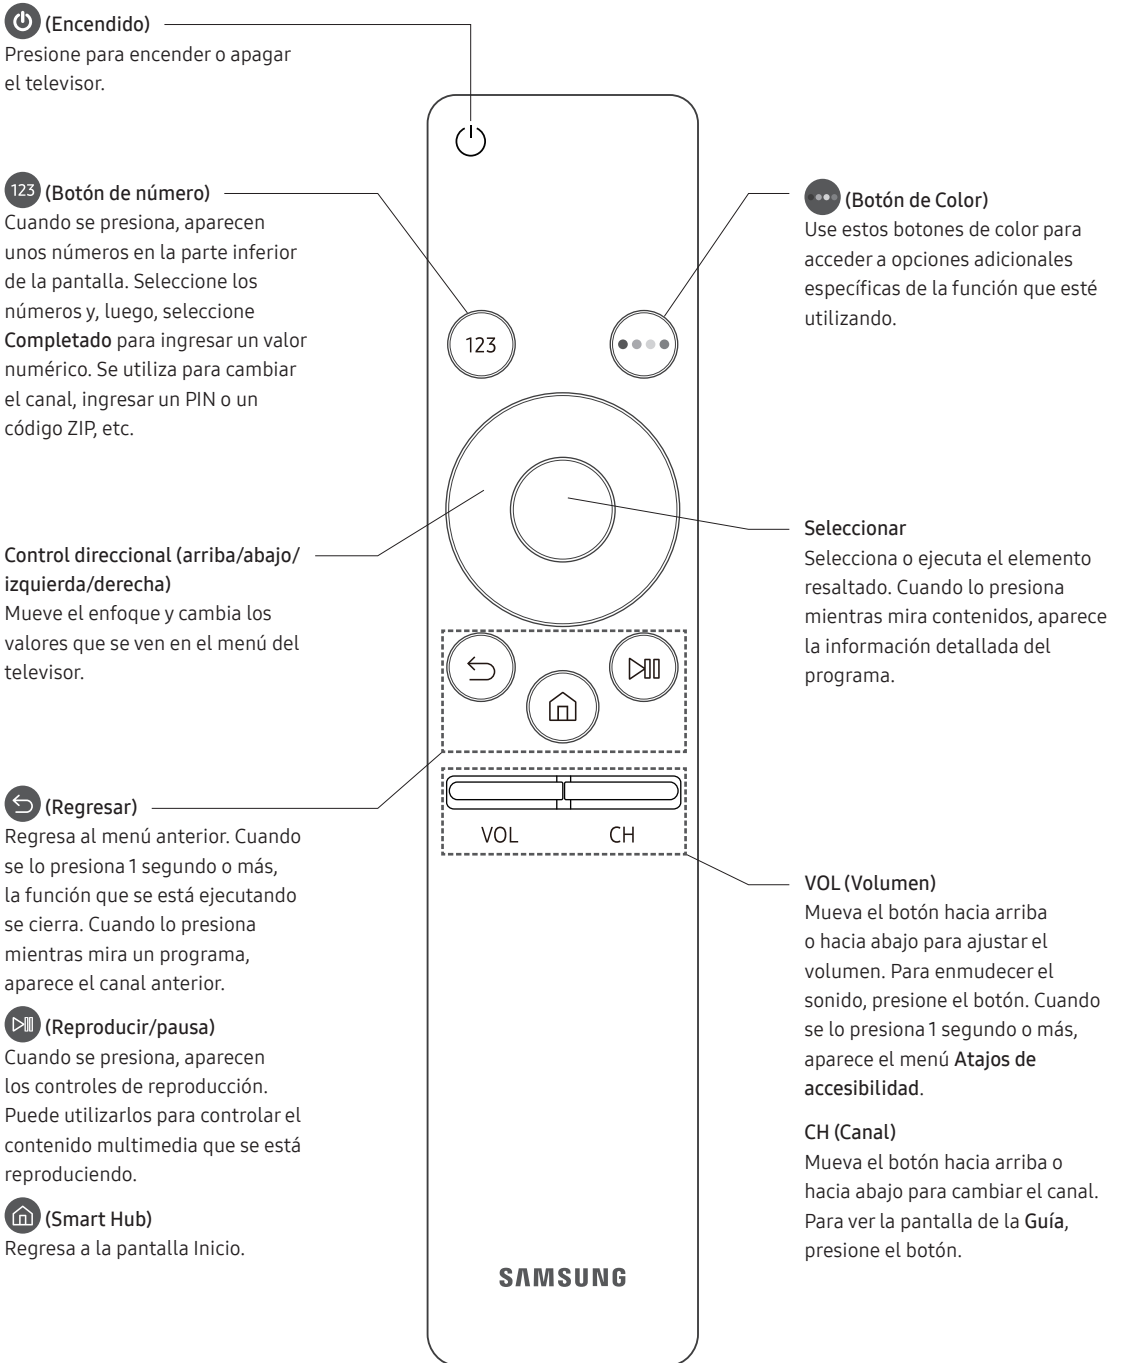 (Encendido)
Presione para encender o apagar
el televisor.
123 (Botón de número)
Cuando se presiona, aparecen
unos números en la parte inferior
de la pantalla. Seleccione los
números y, luego, seleccione
Completado para ingresar un valor
numérico. Se utiliza para cambiar
el canal, ingresar un PIN o un
código ZIP, etc.
Control direccional (arriba/abajo/
izquierda/derecha)
Mueve el enfoque y cambia los
valores que se ven en el menú del
televisor.
(Regresar)
Regresa al menú anterior. Cuando
se lo presiona 1 segundo o más,
la función que se está ejecutando
se cierra. Cuando lo presiona
mientras mira un programa,
aparece el canal anterior.
(Reproducir/pausa)
Cuando se presiona, aparecen
los controles de reproducción.
Puede utilizarlos para controlar el
contenido multimedia que se está
reproduciendo.
(Smart Hub)
Regresa a la pantalla Inicio.
123
VOL CH
SAMSUNG
(Botón de Color)
Use estos botones de color para
acceder a opciones adicionales
específicas de la función que esté
utilizando.
Seleccionar
Selecciona o ejecuta el elemento
resaltado. Cuando lo presiona
mientras mira contenidos, aparece
la información detallada del
programa.
VOL (Volumen)
Mueva el botón hacia arriba
o hacia abajo para ajustar el
volumen. Para enmudecer el
sonido, presione el botón. Cuando
se lo presiona 1 segundo o más,
aparece el menú Atajos de
accesibilidad.
CH (Canal)
Mueva el botón hacia arriba o
hacia abajo para cambiar el canal.
Para ver la pantalla de la Guía,
presione el botón.